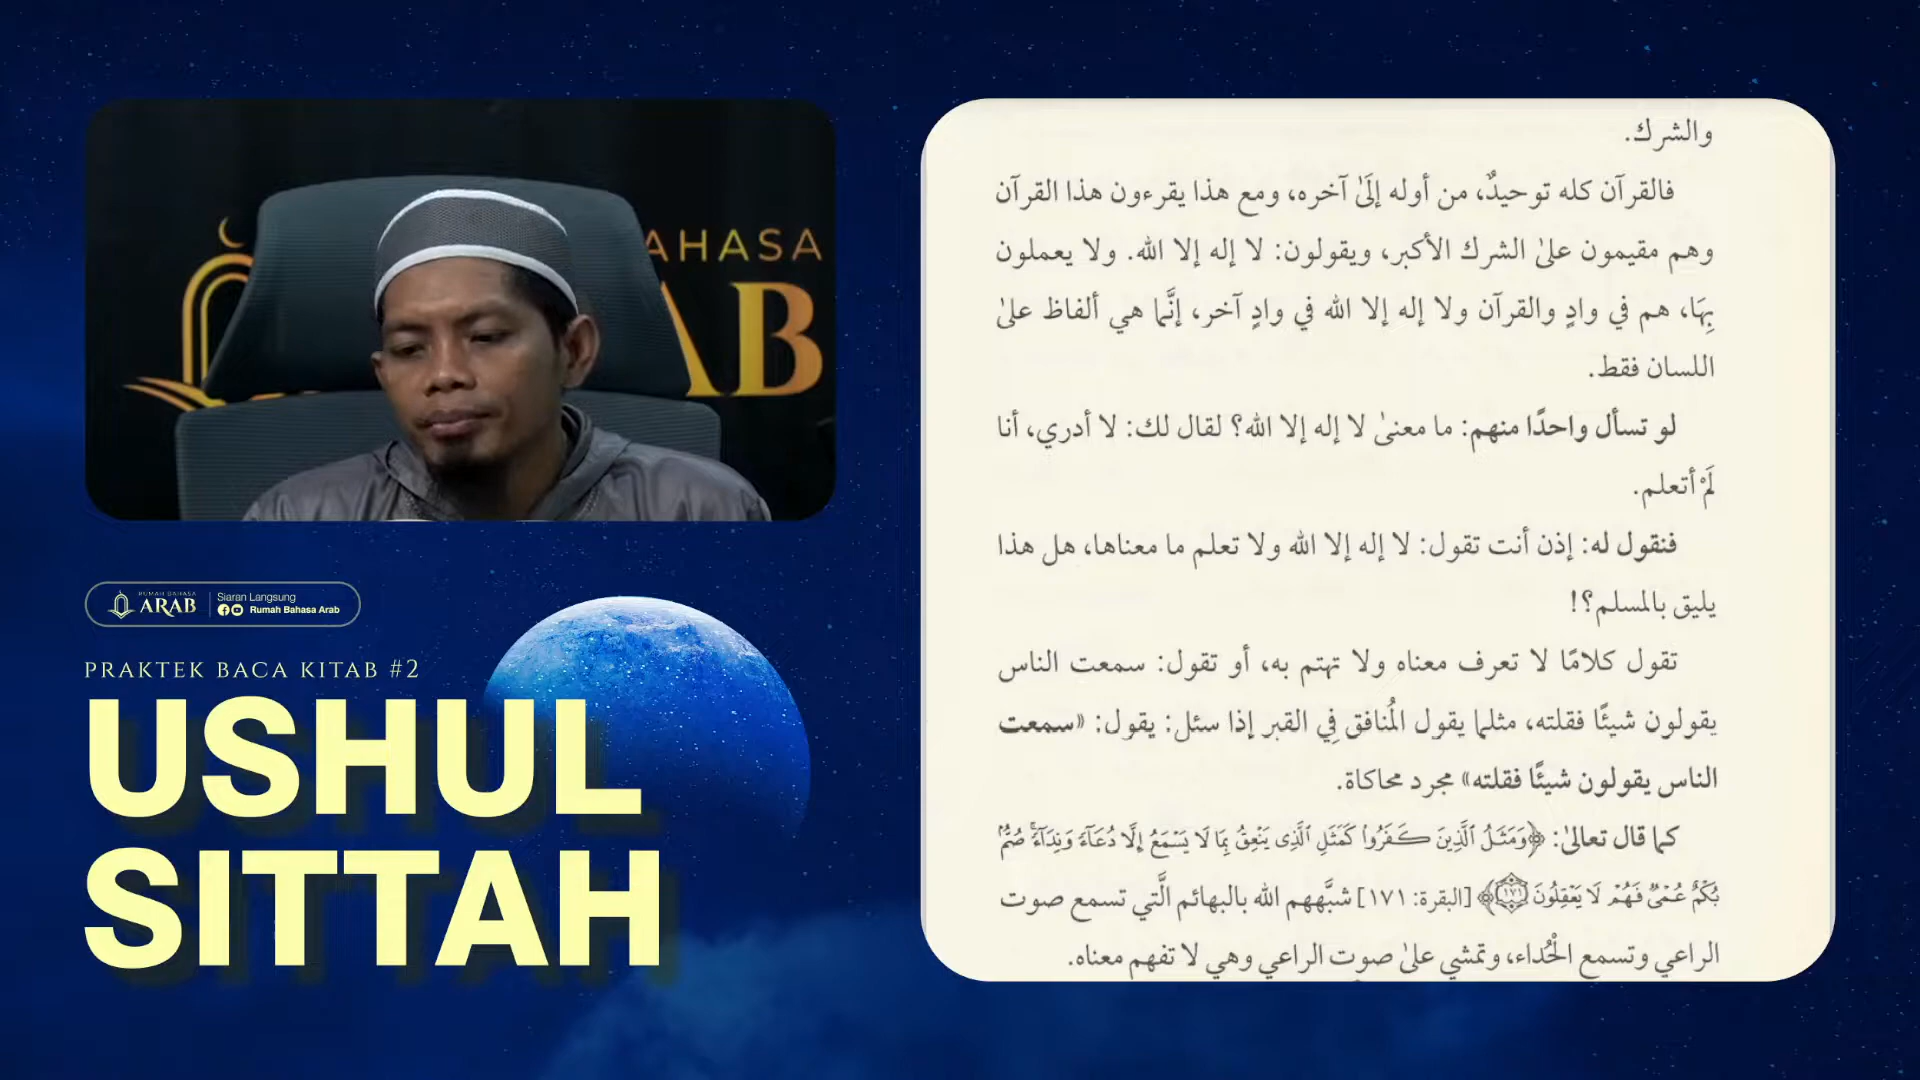 AHASA
AB
RUMAH BAHASA
ARAB
Siaran Langsung
Rumah Bahasa Arab
PRAKTEK BACA KITAB #2
USHUL
SITTAH
والشرك.
فالقرآن كله توحيدٌ، من أوله إلَىٰ آخره، ومع هذا يقرءون هذا القرآن
وهم مقيمون علىٰ الشرك الأكبر، ويقولون: لا إله إلا الله. ولا يعملون
بِهَا، هم في وادٍ والقرآن ولا إله إلا الله في وادٍ آخر، إنَّما هي ألفاظ علىٰ
اللسان فقط.
لو تسأل واحدًا منهم: ما معنىٰ لا إله إلا الله؟ لقال لك: لا أدري، أنا
لَمْ أتعلم.
فنقول له: إذن أنت تقول: لا إله إلا الله ولا تعلم ما معناها، هل هذا
يليق بالمسلم؟!
تقول كلامًا لا تعرف معناه ولا تهتم به، أو تقول: سمعت الناس
يقولون شيئًا فقلته، مثلما يقول المُنافق فِي القبر إذا سئل: يقول: «سمعت
الناس يقولون شيئًا فقلته» مجرد محاكاة.
كما قال تعالىٰ: ﴿وَمَثَلُ ٱلَّذِينَ كَفَرُوا۟ كَمَثَلِ ٱلَّذِى يَنْعِقُ بِمَا لَا يَسْمَعُ إِلَّا دُعَآءً وَنِدَآءً ۚ صُمٌّۢ
بُكْمٌ عُمْىٌ فَهُمْ لَا يَعْقِلُونَ ١٧١﴾ [البقرة: ١٧١] شبَّههم الله بالبهائم الَّتي تسمع صوت
الراعي وتسمع الْحُداء، وتمشي علىٰ صوت الراعي وهي لا تفهم معناه.